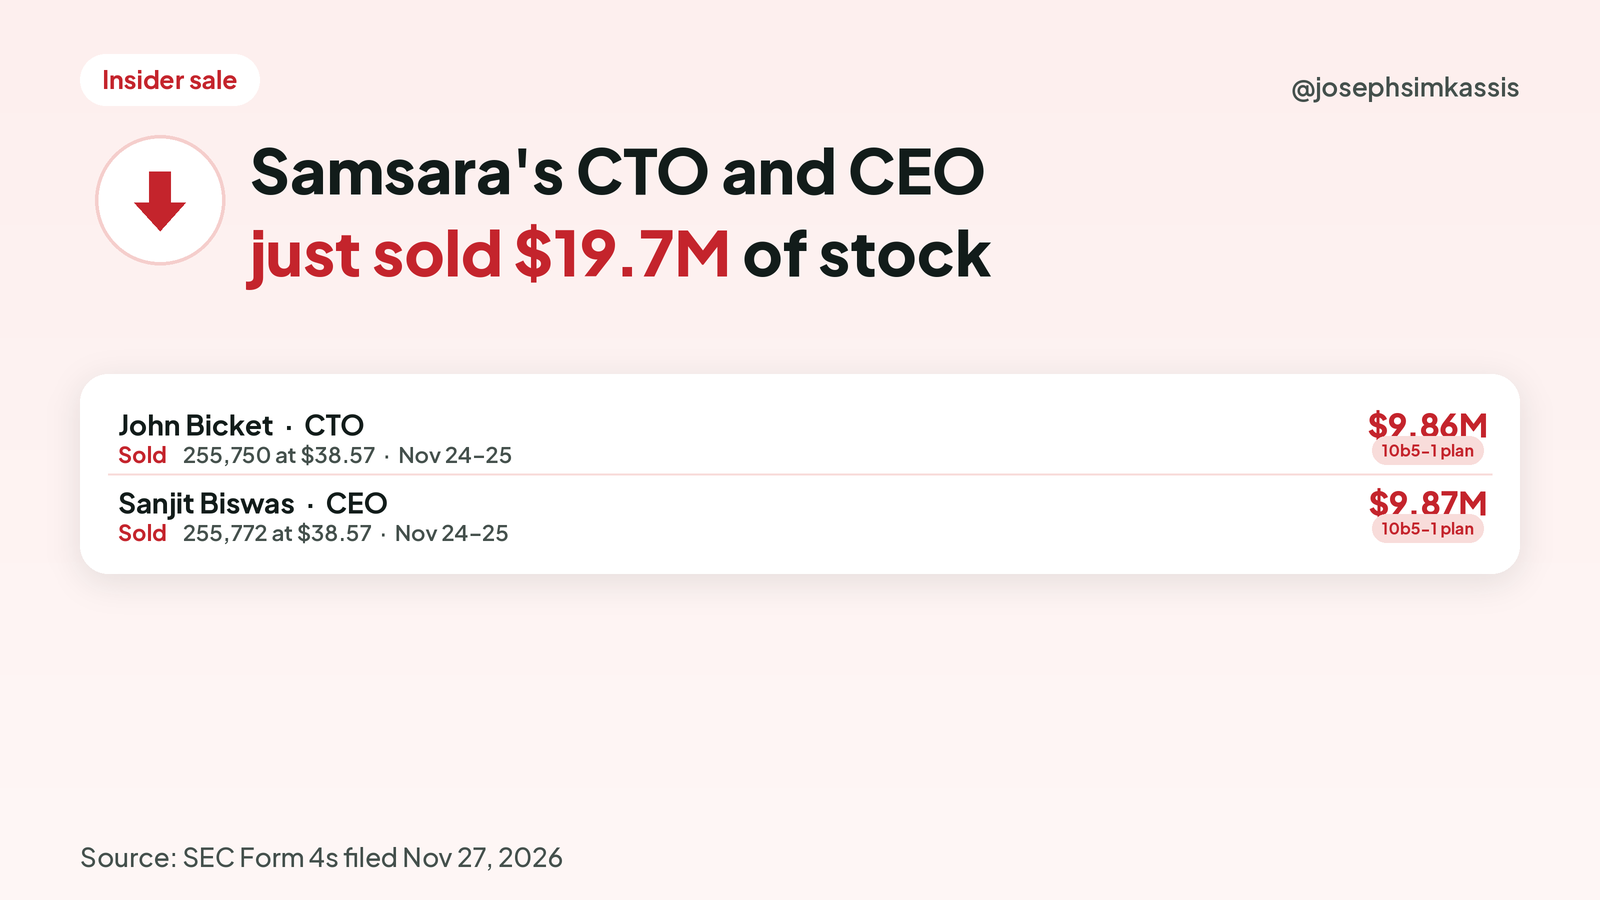 Insider sale
@josephsimkassis
Samsara's CTO and CEO
just sold $19.7M of stock
John Bicket · CTO
$9.86M
Sold 255,750 at $38.57 · Nov 24–25
10b5–1 plan
Sanjit Biswas · CEO
$9.87M
Sold 255,772 at $38.57 · Nov 24–25
10b5–1 plan
Source: SEC Form 4s filed Nov 27, 2026